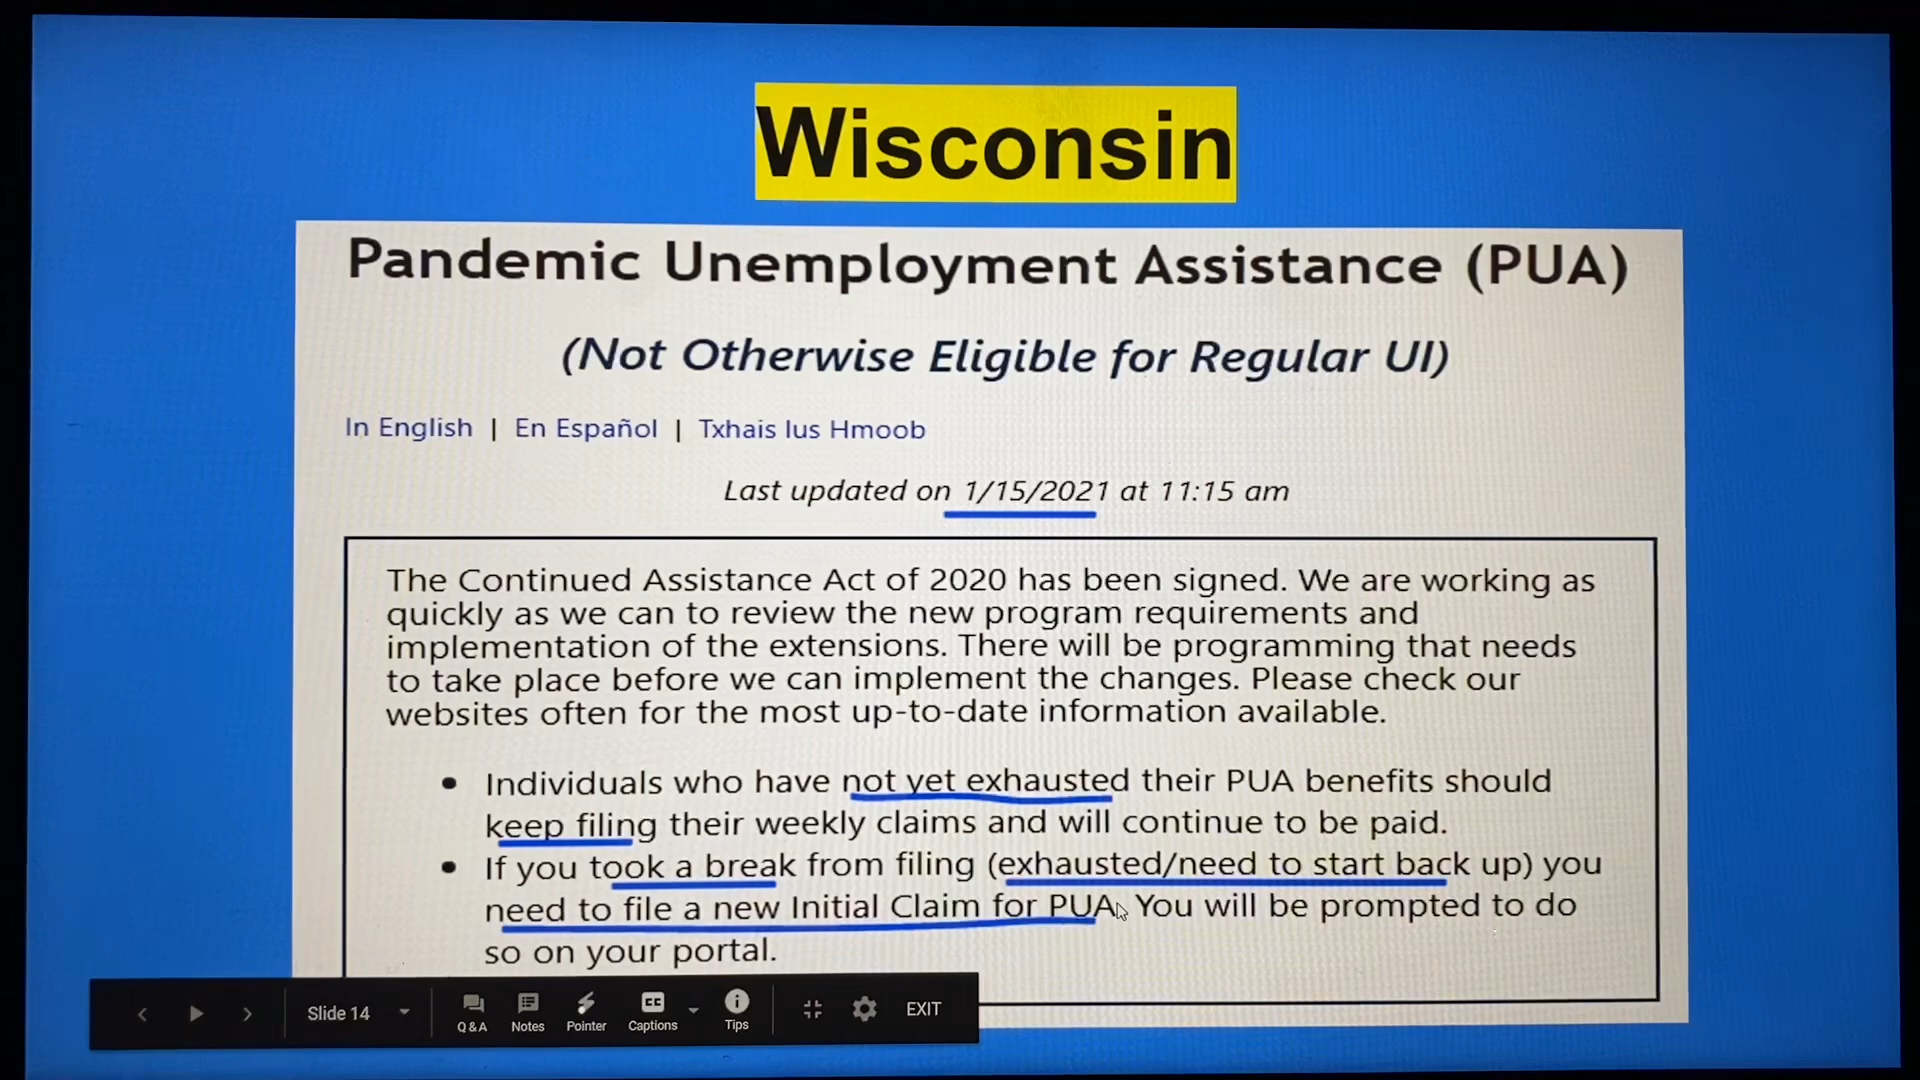 Wisconsin
Pandemic Unemployment Assistance (PUA)
(Not Otherwise Eligible for Regular UI)
In English | En Español | Txhais lus Hmoob
Last updated on 1/15/2021 at 11:15 am
The Continued Assistance Act of 2020 has been signed. We are working as
quickly as we can to review the new program requirements and
implementation of the extensions. There will be programming that needs
to take place before we can implement the changes. Please check our
websites often for the most up-to-date information available.
• Individuals who have not yet exhausted their PUA benefits should
keep filing their weekly claims and will continue to be paid.
• If you took a break from filing (exhausted/need to start back up) you
need to file a new Initial Claim for PUA. You will be prompted to do
so on your portal.
Slide 14
Q&A
Notes
Pointer
CC
Captions
Tips
EXIT